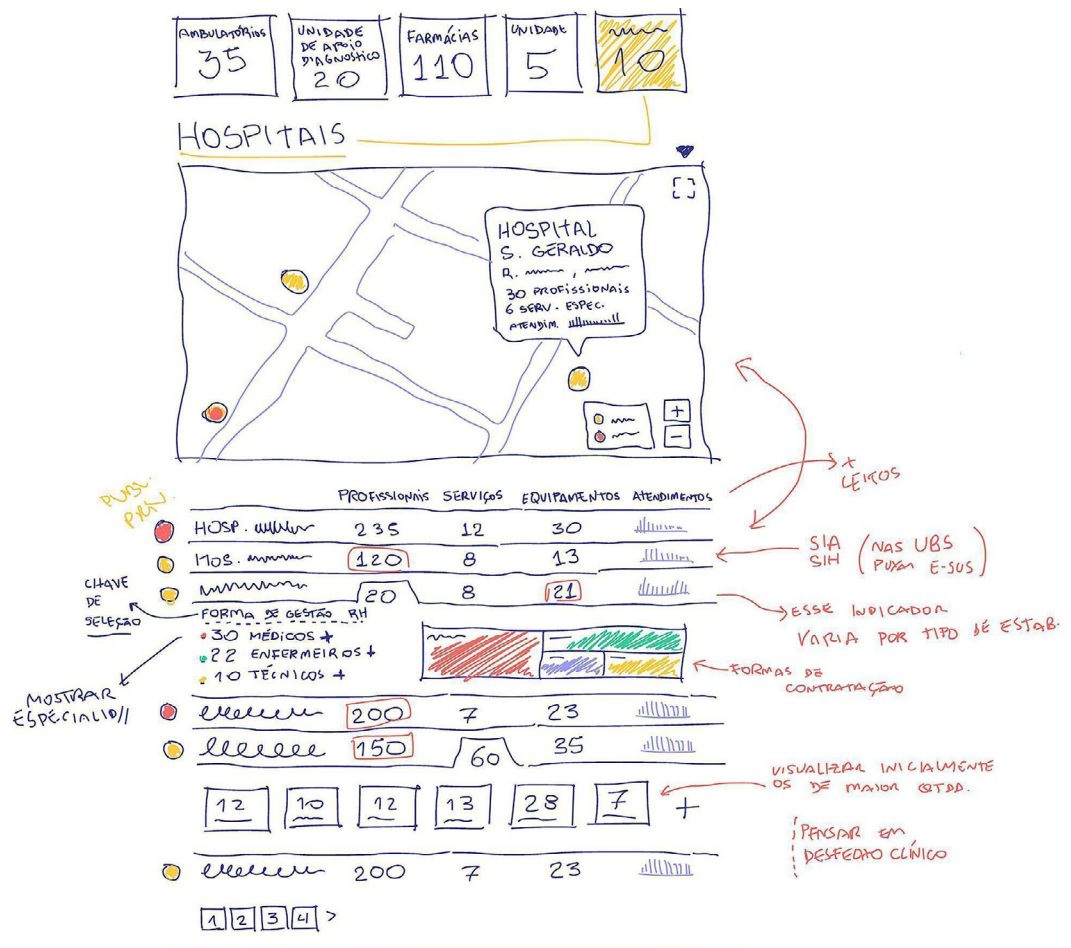 AMBULATÓRIOS
35
UNIDADE
DE APOIO
DIAGNÓSTICO
20
FARMÁCIAS
110
UNIDADE
5
10
HOSPITAIS
HOSPITAL
S. GERALDO
R.
30 PROFISSIONAIS
6 SERV. ESPEC.
ATENDIM.
+
-
+
LEITOS
PUBL.
PRIV.
PROFISSIONAIS SERVIÇOS EQUIPAMENTOS ATENDIMENTOS
HOSP. 235 12 30
HOS. 120 8 13
20 8 21
SIA
SIH
(NAS UBS
PUXA E-SUS)
CHAVE
DE
SELEÇÃO
ESSE INDICADOR
VARIA POR TIPO DE ESTAB.
FORMA DE GESTÃO RH
30 MÉDICOS +
22 ENFERMEIROS +
10 TÉCNICOS +
FORMAS DE
CONTRATAÇÃO
MOSTRAR
ESPECIALID//
200 7 23
150 60 35
VISUALIZAR INICIALMENTE
OS DE MAIOR QTDD.
12 10 12 13 28 7 +
PENSAR EM
DESFECHO CLÍNICO
200 7 23
1 2 3 4 >